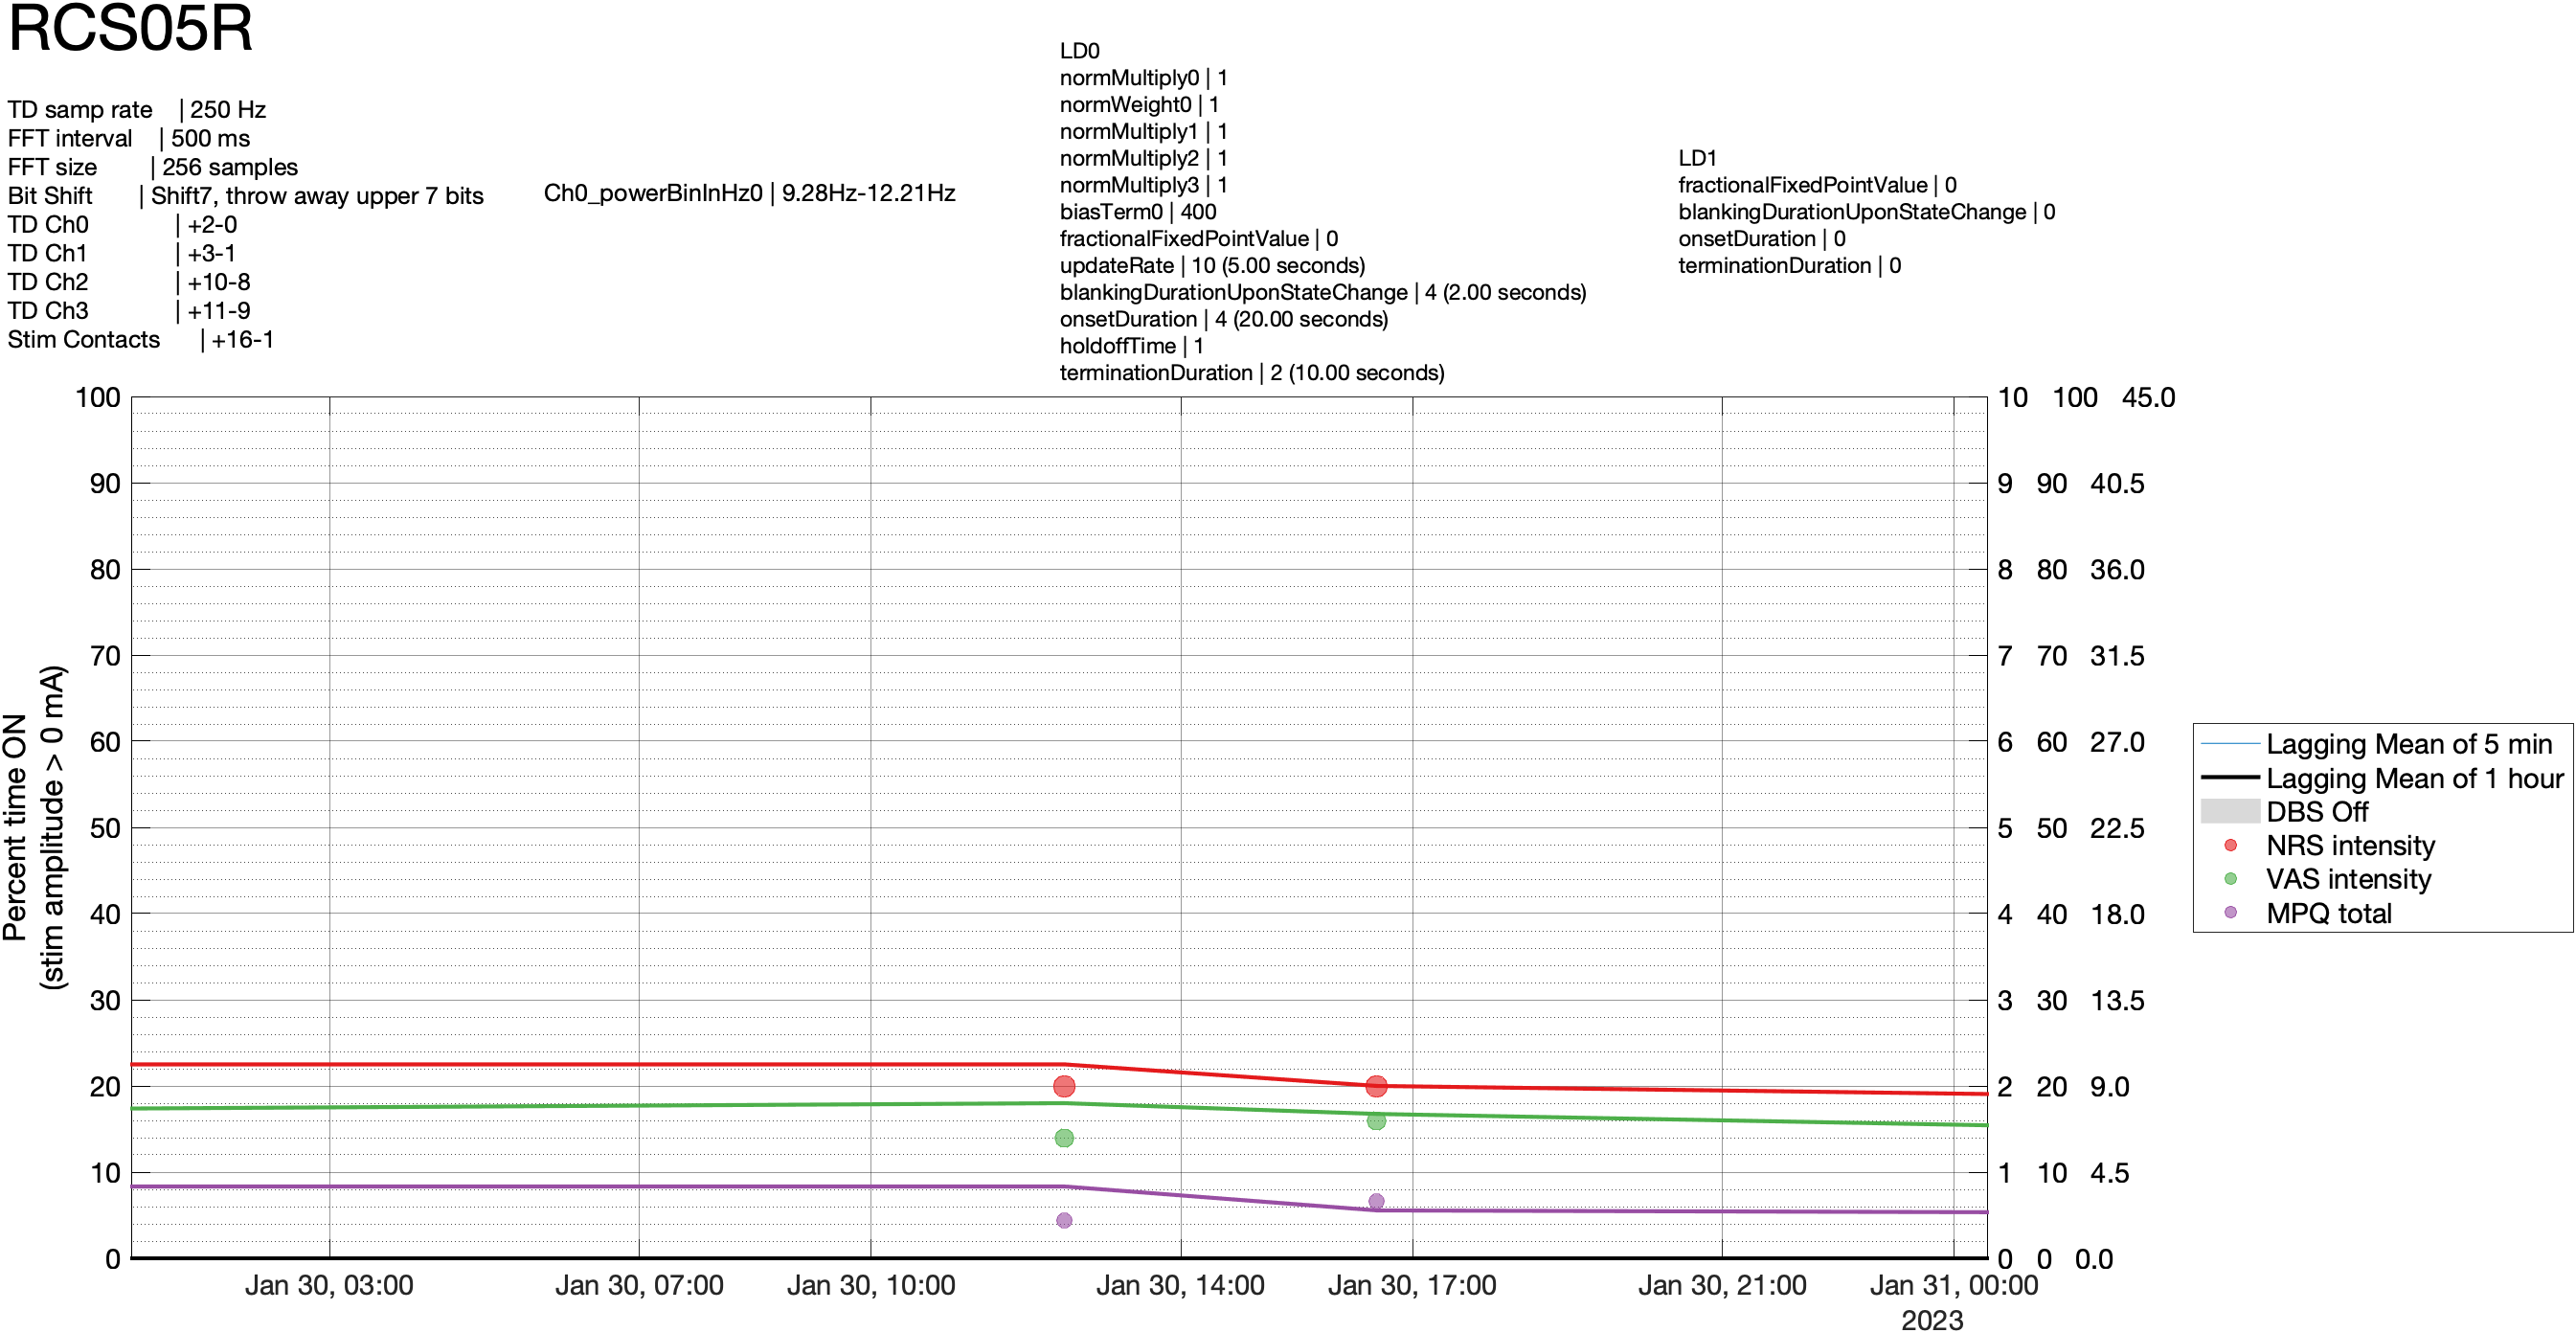 RCS05R
TD samp rate | 250 Hz
FFT interval | 500 ms
FFT size | 256 samples
Bit Shift | Shift7, throw away upper 7 bits
TD Ch0 | +2-0
TD Ch1 | +3-1
TD Ch2 | +10-8
TD Ch3 | +11-9
Stim Contacts | +16-1
Ch0_powerBinInHz0 | 9.28Hz-12.21Hz
LD0
normMultiply0 | 1
normWeight0 | 1
normMultiply1 | 1
normMultiply2 | 1
normMultiply3 | 1
biasTerm0 | 400
fractionalFixedPointValue | 0
updateRate | 10 (5.00 seconds)
blankingDurationUponStateChange | 4 (2.00 seconds)
onsetDuration | 4 (20.00 seconds)
holdoffTime | 1
terminationDuration | 2 (10.00 seconds)
LD1
fractionalFixedPointValue | 0
blankingDurationUponStateChange | 0
onsetDuration | 0
terminationDuration | 0
Percent time ON
(stim amplitude > 0 mA)
100
90
80
70
60
50
40
30
20
10
0
10 100 45.0
9 90 40.5
8 80 36.0
7 70 31.5
6 60 27.0
5 50 22.5
4 40 18.0
3 30 13.5
2 20 9.0
1 10 4.5
0 0 0.0
Jan 30, 03:00
Jan 30, 07:00
Jan 30, 10:00
Jan 30, 14:00
Jan 30, 17:00
Jan 30, 21:00
Jan 31, 00:00
2023
Lagging Mean of 5 min
Lagging Mean of 1 hour
DBS Off
NRS intensity
VAS intensity
MPQ total